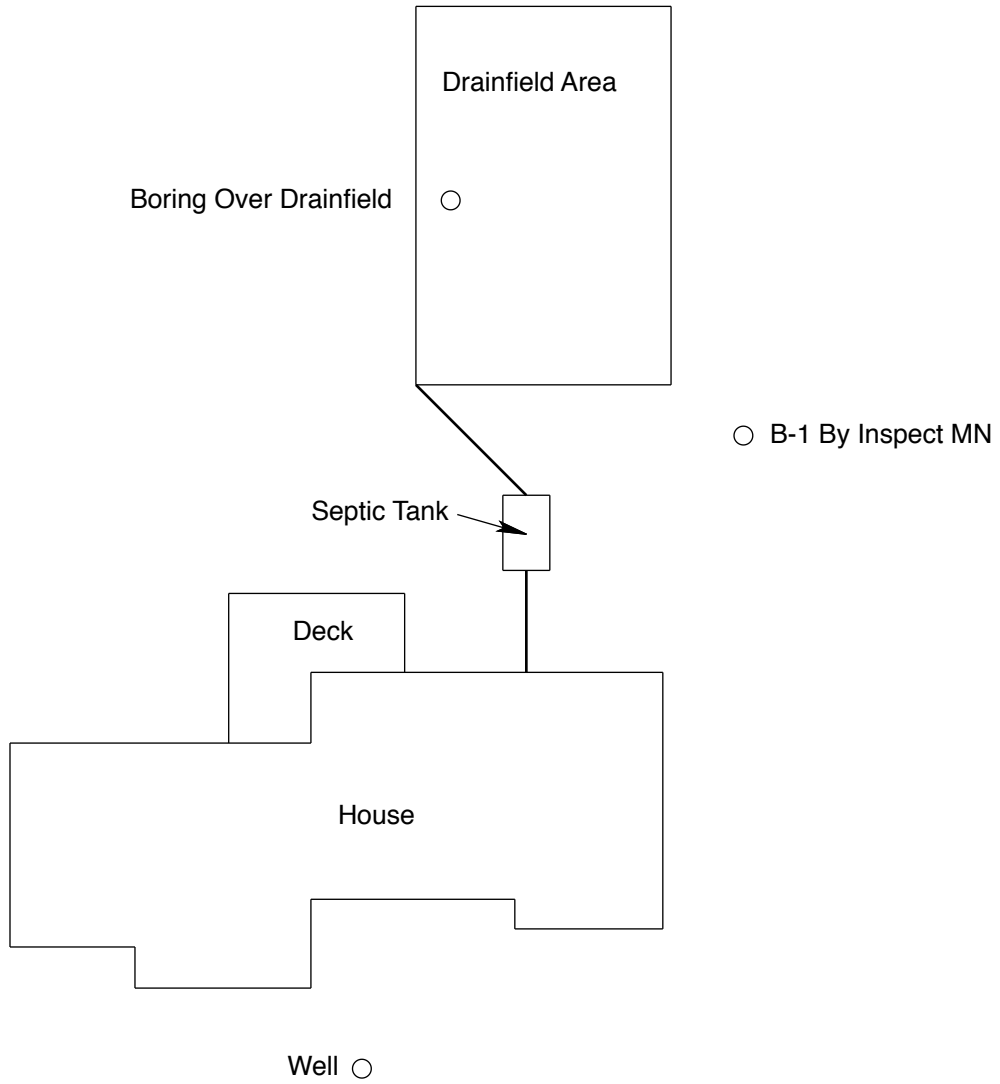 Drainfield Area
Boring Over Drainfield
B-1 By Inspect MN
Septic Tank
Deck
House
Well